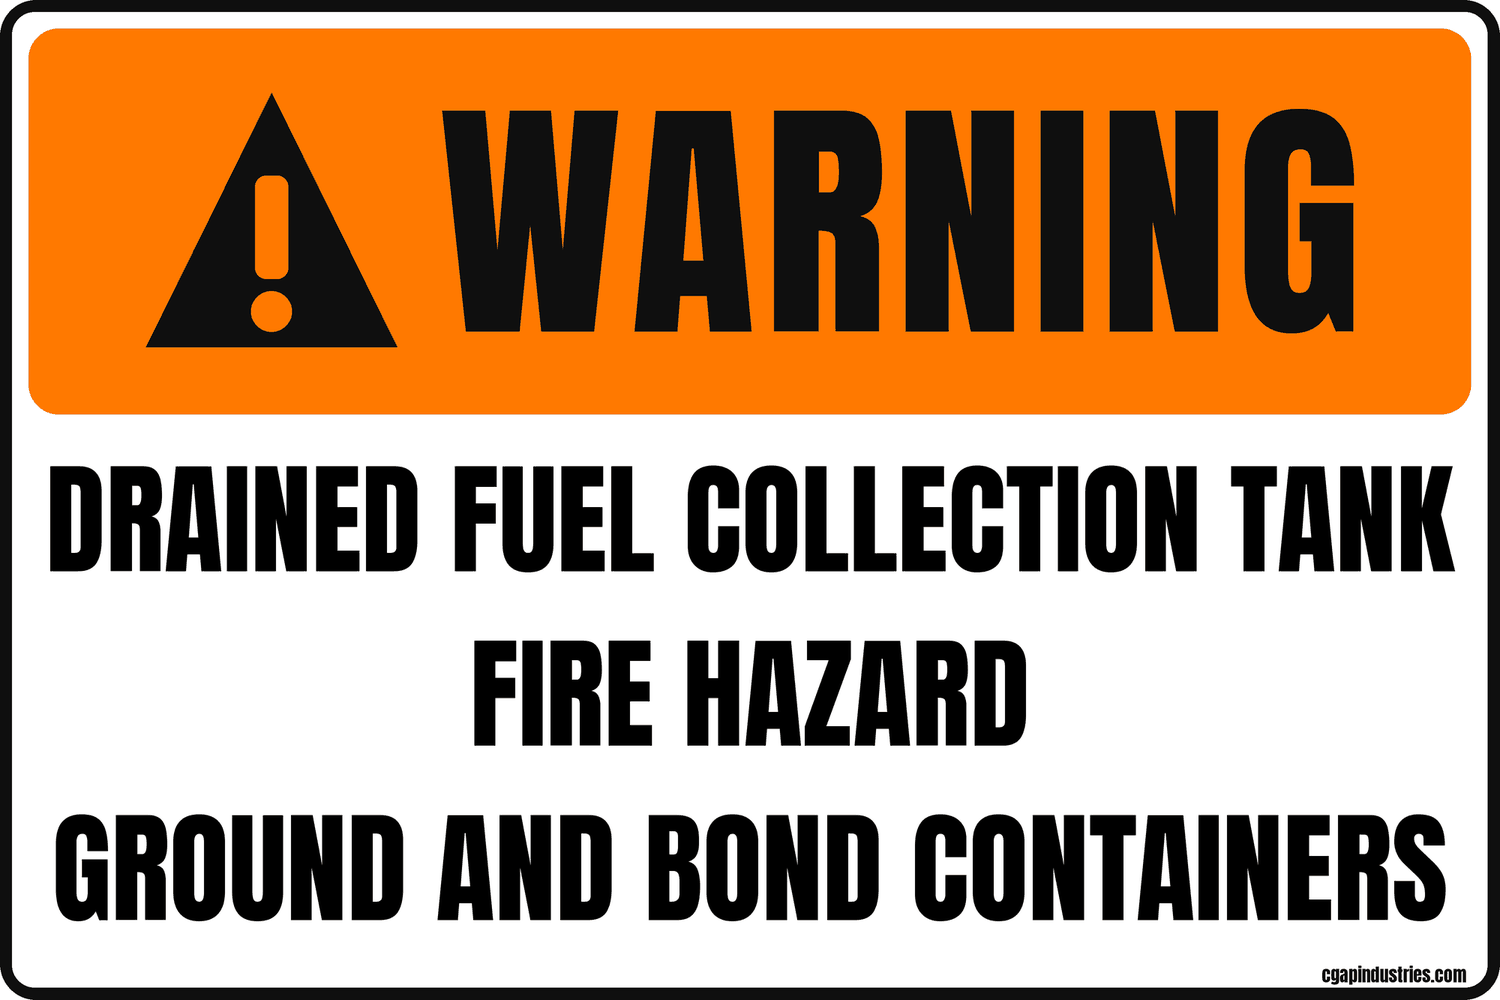 WARNING
DRAINED FUEL COLLECTION TANK
FIRE HAZARD
GROUND AND BOND CONTAINERS
cgapindustries.com